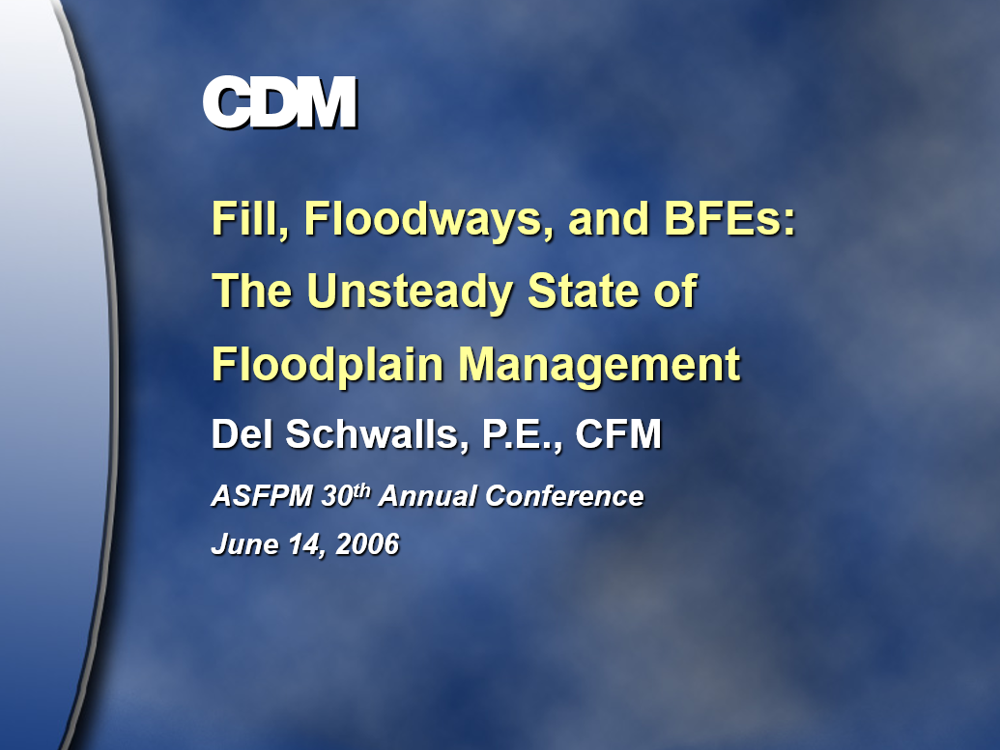 CDM
Fill, Floodways, and BFEs:
The Unsteady State of
Floodplain Management
Del Schwalls, P.E., CFM
ASFPM 30th Annual Conference
June 14, 2006